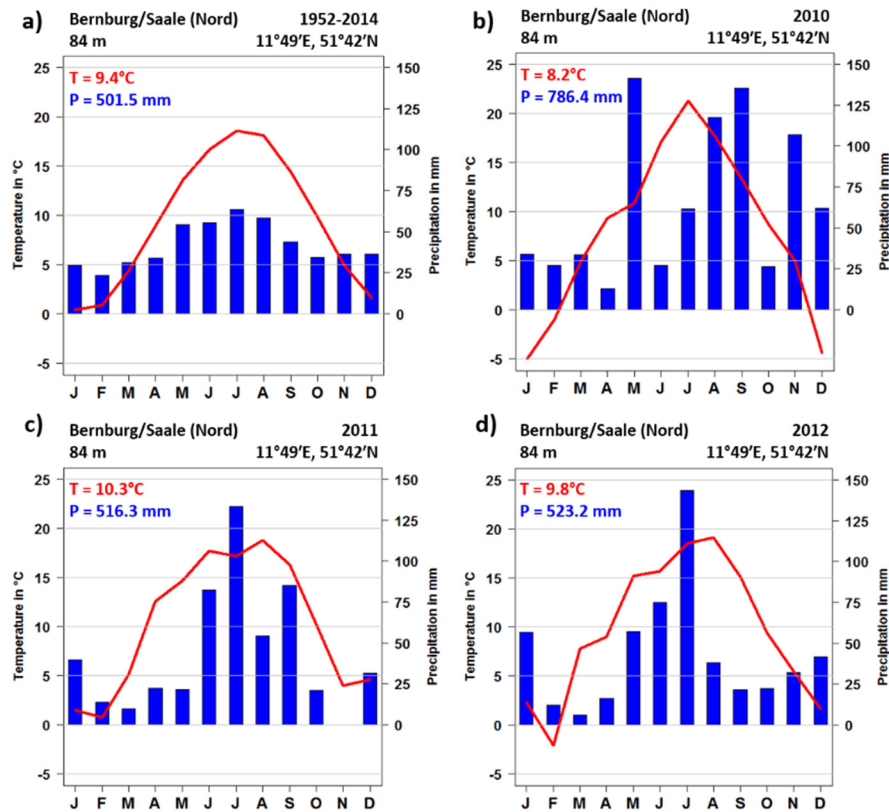 a) Bernburg/Saale (Nord) 1952-2014
84 m 11°49′E, 51°42′N
T = 9.4°C
P = 501.5 mm
Temperature in °C
25
20
15
10
5
0
-5
Precipitation in mm
150
125
100
75
50
25
0
J F M A M J J A S O N D
b) Bernburg/Saale (Nord) 2010
84 m 11°49′E, 51°42′N
T = 8.2°C
P = 786.4 mm
Temperature in °C
25
20
15
10
5
0
-5
Precipitation in mm
150
125
100
75
50
25
0
J F M A M J J A S O N D
c) Bernburg/Saale (Nord) 2011
84 m 11°49′E, 51°42′N
T = 10.3°C
P = 516.3 mm
Temperature in °C
25
20
15
10
5
0
-5
Precipitation in mm
150
125
100
75
50
25
0
J F M A M J J A S O N D
d) Bernburg/Saale (Nord) 2012
84 m 11°49′E, 51°42′N
T = 9.8°C
P = 523.2 mm
Temperature in °C
25
20
15
10
5
0
-5
Precipitation in mm
150
125
100
75
50
25
0
J F M A M J J A S O N D